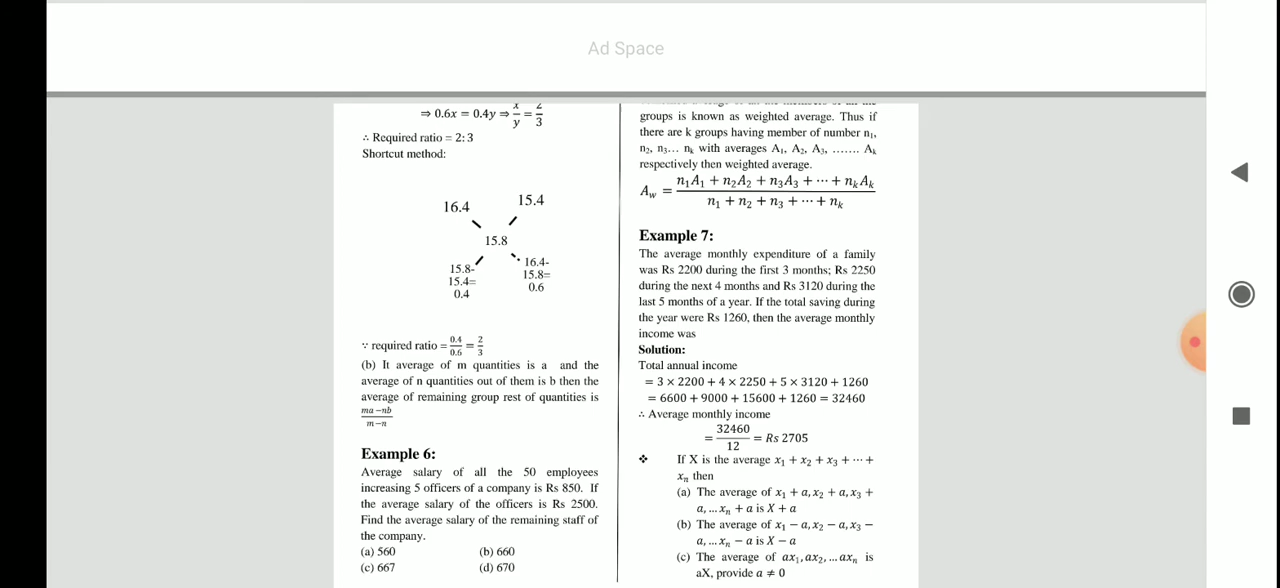 Ad Space
⇒ 0.6x = 0.4y ⇒ x/y = 2/3
∴ Required ratio = 2: 3
Shortcut method:
16.4 15.4
15.8
15.8-
15.4=
0.4
16.4-
15.8=
0.6
∵ required ratio = 0.4/0.6 = 2/3
(b) It average of m quantities is a and the
average of n quantities out of them is b then the
average of remaining group rest of quantities is
ma−nb/m−n
Example 6:
Average salary of all the 50 employees
increasing 5 officers of a company is Rs 850. If
the average salary of the officers is Rs 2500.
Find the average salary of the remaining staff of
the company.
(a) 560 (b) 660
(c) 667 (d) 670
groups is known as weighted average. Thus if
there are k groups having member of number n₁,
n₂, n₃... nₖ with averages A₁, A₂, A₃, ....... Aₖ
respectively then weighted average.
A_w = n₁A₁ + n₂A₂ + n₃A₃ + ⋯ + nₖAₖ / n₁ + n₂ + n₃ + ⋯ + nₖ
Example 7:
The average monthly expenditure of a family
was Rs 2200 during the first 3 months; Rs 2250
during the next 4 months and Rs 3120 during the
last 5 months of a year. If the total saving during
the year were Rs 1260, then the average monthly
income was
Solution:
Total annual income
= 3 × 2200 + 4 × 2250 + 5 × 3120 + 1260
= 6600 + 9000 + 15600 + 1260 = 32460
∴ Average monthly income
= 32460/12 = Rs 2705
❖ If X is the average x₁ + x₂ + x₃ + ⋯ +
xₙ then
(a) The average of x₁ + a, x₂ + a, x₃ +
a, … xₙ + a is X + a
(b) The average of x₁ − a, x₂ − a, x₃ −
a, … xₙ − a is X − a
(c) The average of ax₁, ax₂, … axₙ is
aX, provide a ≠ 0